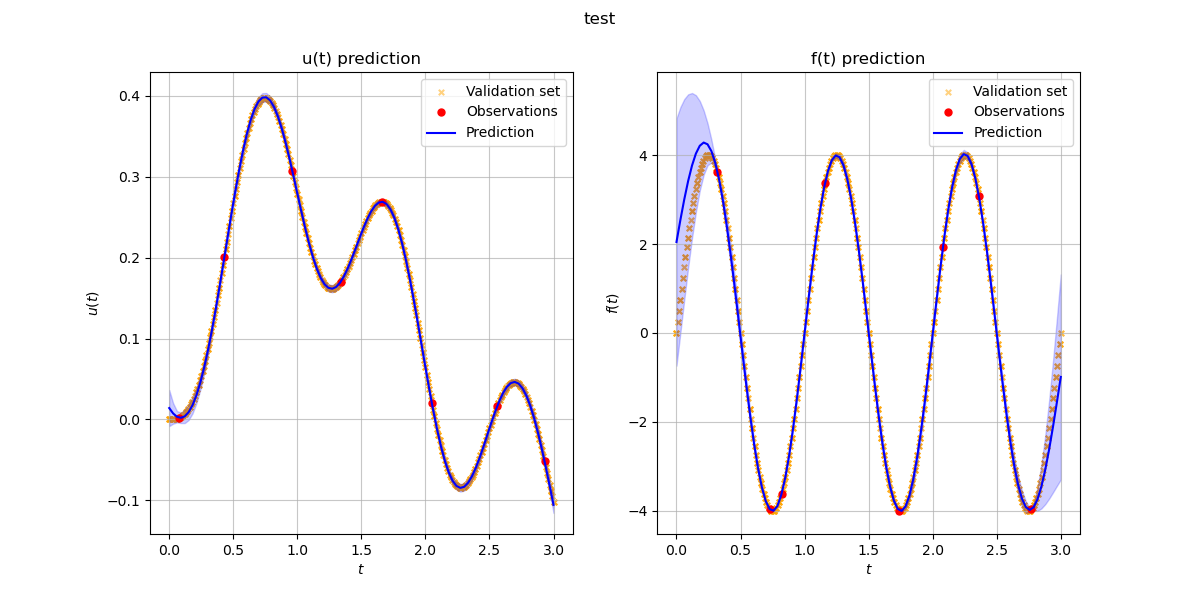 test
u(t) prediction
Validation set
Observations
Prediction
0.4
0.3
0.2
0.1
0.0
−0.1
u(t)
0.0 0.5 1.0 1.5 2.0 2.5 3.0
t
f(t) prediction
Validation set
Observations
Prediction
4
2
0
−2
−4
f(t)
0.0 0.5 1.0 1.5 2.0 2.5 3.0
t